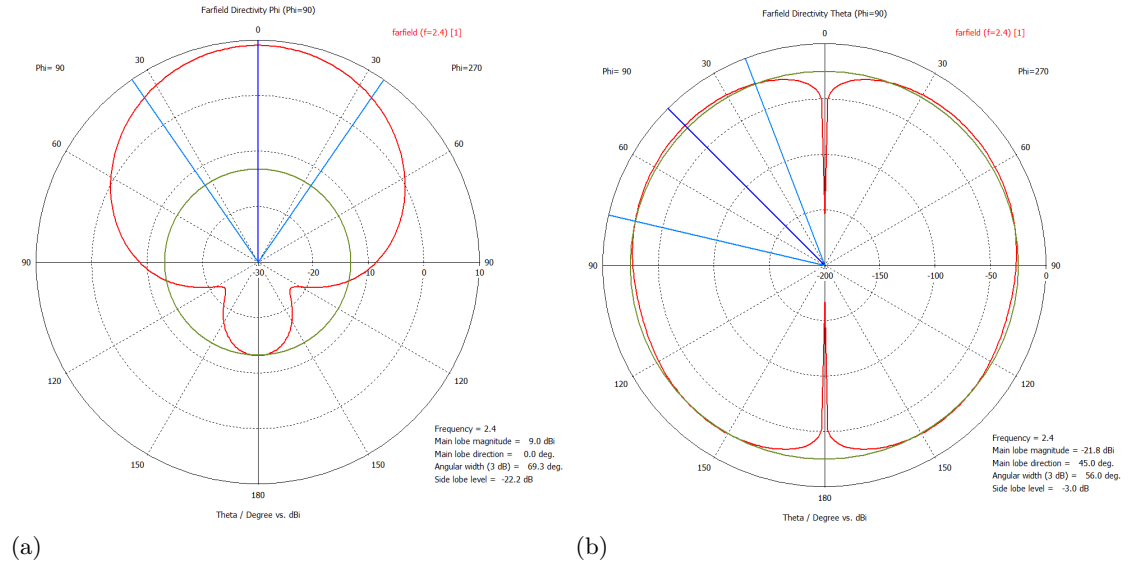 Farfield Directivity Phi (Phi=90)
farfield (f=2.4) [1]
0
30
30
Phi= 90
Phi=270
60
60
90
-30
-20
-10
0
10
90
120
120
150
150
180
Frequency = 2.4
Main lobe magnitude = 9.0 dBi
Main lobe direction = 0.0 deg.
Angular width (3 dB) = 69.3 deg.
Side lobe level = -22.2 dB
Theta / Degree vs. dBi
(a)
Farfield Directivity Theta (Phi=90)
farfield (f=2.4) [1]
0
30
30
Phi= 90
Phi=270
60
60
90
-200
-150
-100
-50
0
90
120
120
150
150
180
Frequency = 2.4
Main lobe magnitude = -21.8 dBi
Main lobe direction = 45.0 deg.
Angular width (3 dB) = 56.0 deg.
Side lobe level = -3.0 dB
Theta / Degree vs. dBi
(b)